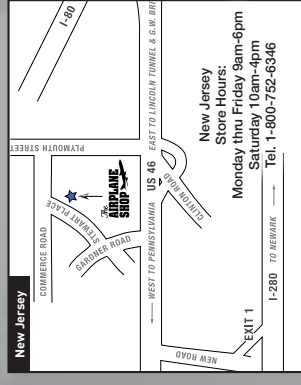 New Jersey
I-80
PLYMOUTH STREET
COMMERCE ROAD
STEWART PLACE
GARDNER ROAD
The
AIRPLANE
SHOP
WEST TO PENNSYLVANIA US 46 EAST TO LINCOLN TUNNEL & G.W. BRI
CLINTON ROAD
New Jersey
Store Hours:
Monday thru Friday 9am-6pm
Saturday 10am-4pm
Tel. 1-800-752-6346
NEW ROAD
EXIT 1
I-280 TO NEWARK